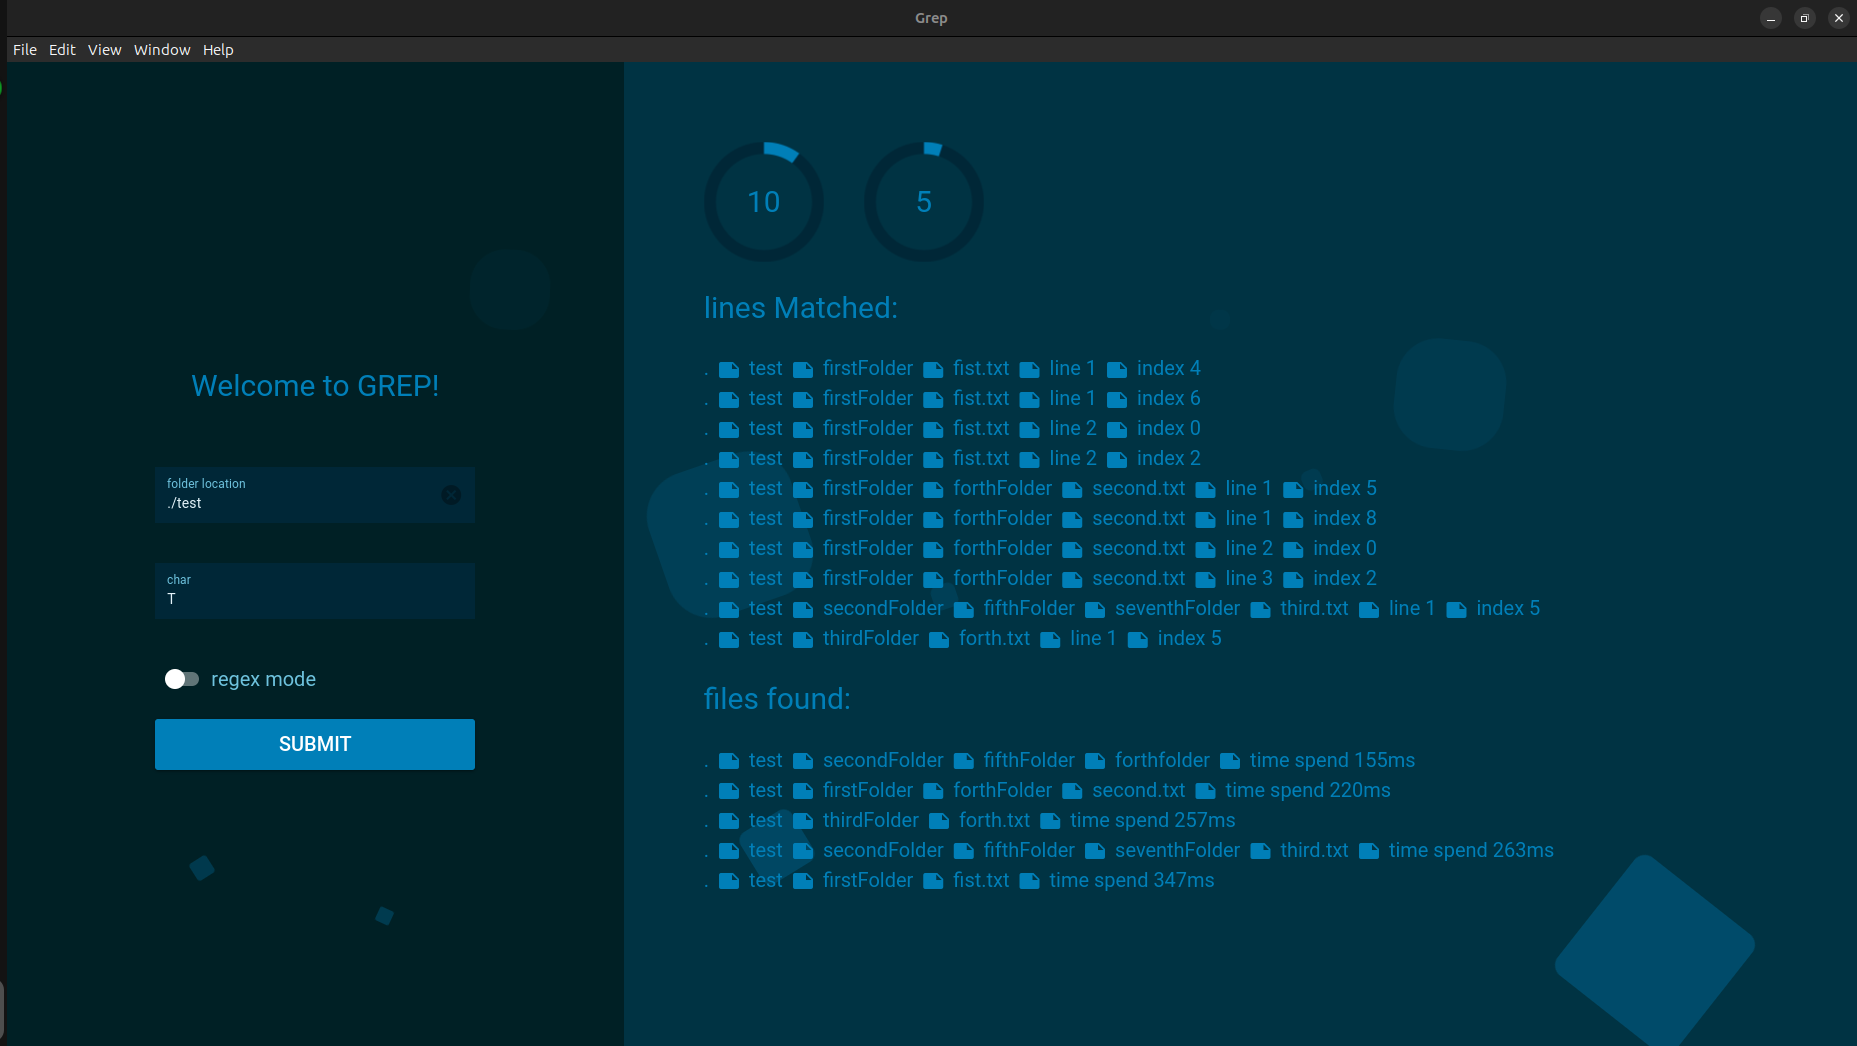 Grep
File Edit View Window Help
Welcome to GREP!
folder location
./test
char
T
regex mode
SUBMIT
10 5
lines Matched:
. test firstFolder fist.txt line 1 index 4
. test firstFolder fist.txt line 1 index 6
. test firstFolder fist.txt line 2 index 0
. test firstFolder fist.txt line 2 index 2
. test firstFolder forthFolder second.txt line 1 index 5
. test firstFolder forthFolder second.txt line 1 index 8
. test firstFolder forthFolder second.txt line 2 index 0
. test firstFolder forthFolder second.txt line 3 index 2
. test secondFolder fifthFolder seventhFolder third.txt line 1 index 5
. test thirdFolder forth.txt line 1 index 5
files found:
. test secondFolder fifthFolder forthfolder time spend 155ms
. test firstFolder forthFolder second.txt time spend 220ms
. test thirdFolder forth.txt time spend 257ms
. test secondFolder fifthFolder seventhFolder third.txt time spend 263ms
. test firstFolder fist.txt time spend 347ms